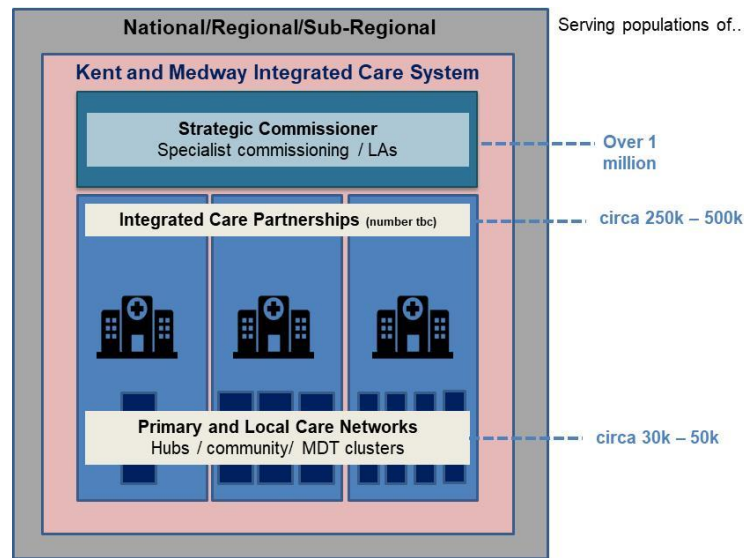 National/Regional/Sub-Regional
Serving populations of..
Kent and Medway Integrated Care System
Strategic Commissioner
Specialist commissioning / LAs
Over 1
million
Integrated Care Partnerships (number tbc)
circa 250k – 500k
Primary and Local Care Networks
Hubs / community/ MDT clusters
circa 30k – 50k